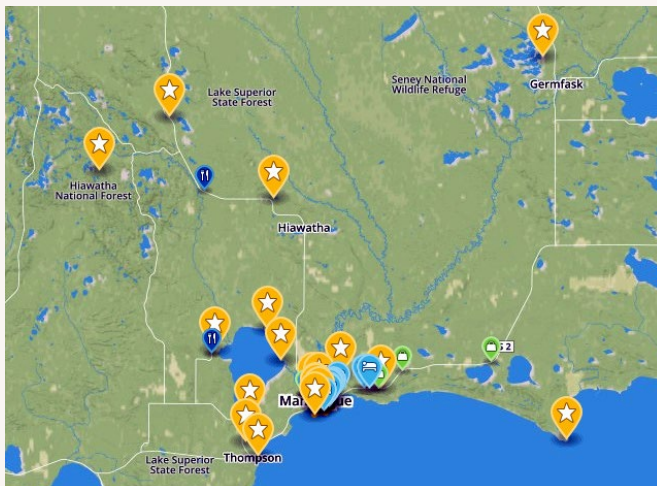 Lake Superior
State Forest
Seney National
Wildlife Refuge
Germfask
Hiawatha
National Forest
Hiawatha
Thompson
Lake Superior
State Forest